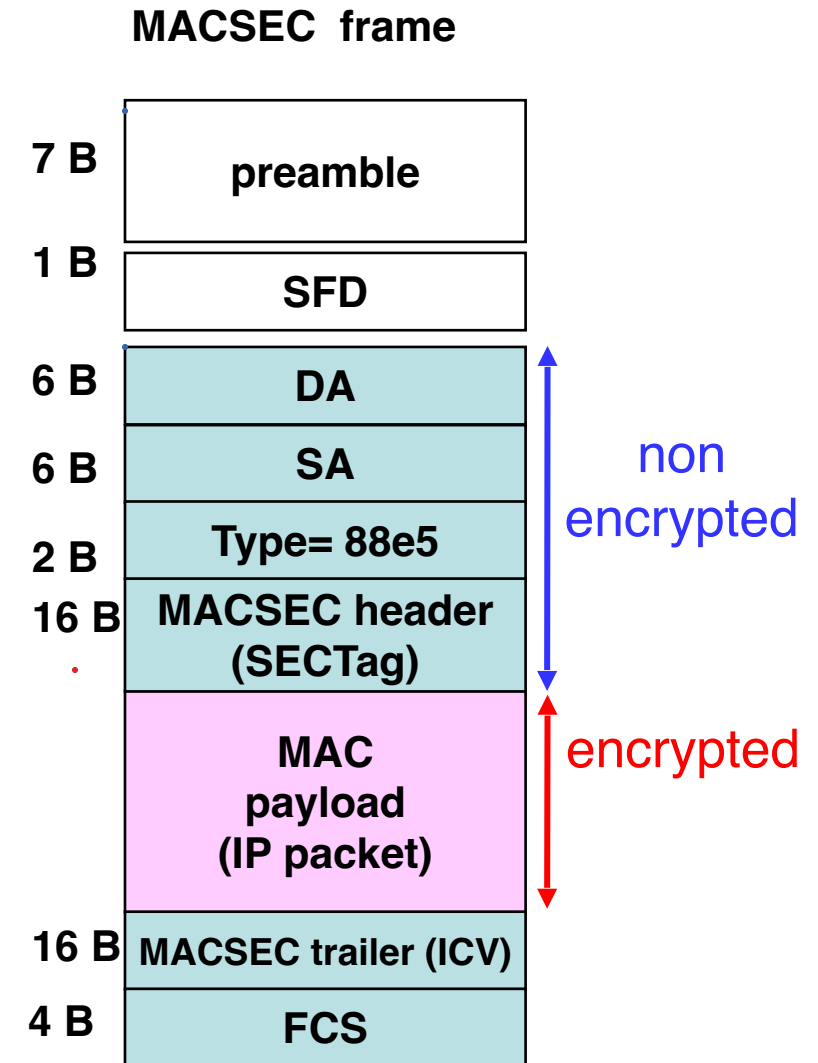 MACSEC frame
7 B
preamble
1 B
SFD
6 B
DA
6 B
SA
non
encrypted
2 B
Type= 88e5
16 B
MACSEC header
(SECTag)
MAC
payload
(IP packet)
encrypted
16 B
MACSEC trailer (ICV)
4 B
FCS